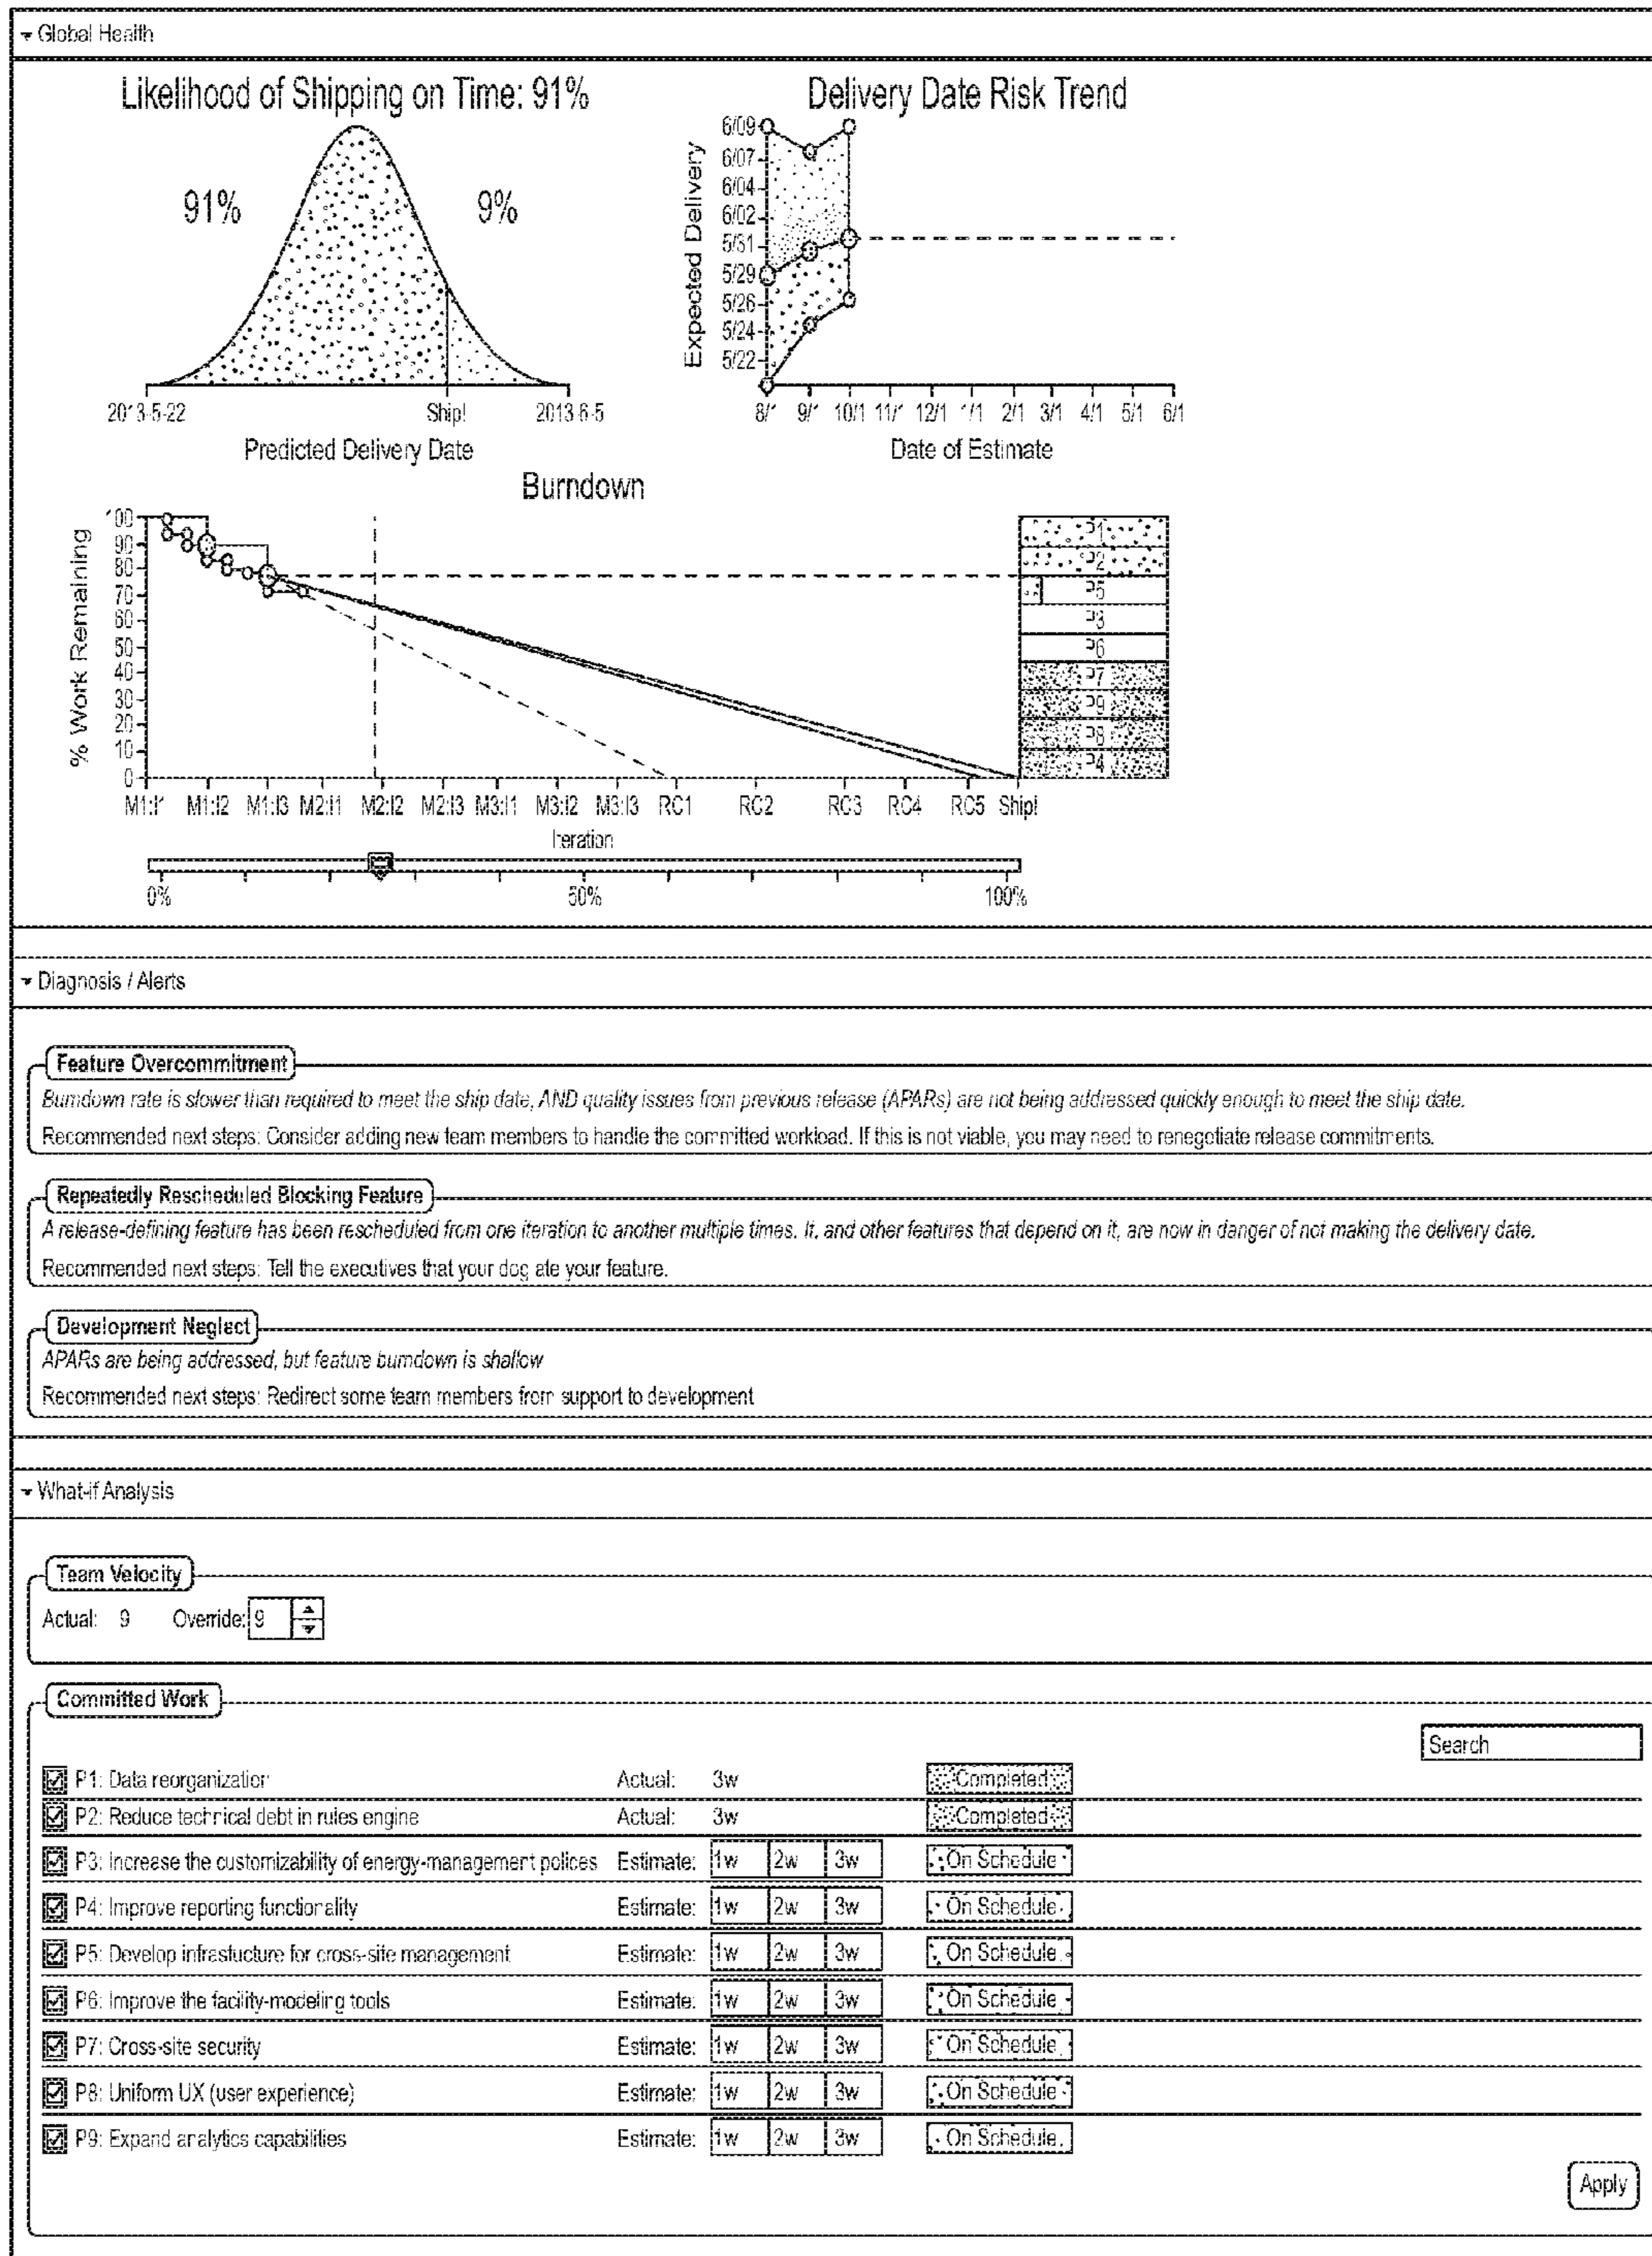 Global Health
Likelihood of Shipping on Time: 91%
91%
9%
2013-5-22
Ship!
2013-6-5
Predicted Delivery Date
Delivery Date Risk Trend
Expected Delivery
6/09
6/07
6/04
6/02
5/31
5/29
5/26
5/24
5/22
8/1 9/1 10/1 11/1 12/1 1/1 2/1 3/1 4/1 5/1 6/1
Date of Estimate
Burndown
% Work Remaining
100
90
80
70
60
50
40
30
20
10
0
M1:I1 M1:I2 M1:I3 M2:I1 M2:I2 M2:I3 M3:I1 M3:I2 M3:I3 RC1 RC2 RC3 RC4 RC5 Ship!
Iteration
P1
P2
P5
P3
P6
P7
P9
P8
P4
0% 50% 100%
Diagnosis / Alerts
Feature Overcommitment
Burndown rate is slower than required to meet the ship date, AND quality issues from previous release (APARs) are not being addressed quickly enough to meet the ship date.
Recommended next steps: Consider adding new team members to handle the committed workload. If this is not viable, you may need to renegotiate release commitments.
Repeatedly Rescheduled Blocking Feature
A release-defining feature has been rescheduled from one iteration to another multiple times. It, and other features that depend on it, are now in danger of not making the delivery date.
Recommended next steps: Tell the executives that your dog ate your feature.
Development Neglect
APARs are being addressed, but feature burndown is shallow
Recommended next steps: Redirect some team members from support to development
What-if Analysis
Team Velocity
Actual: 9 Override: 9
Committed Work
Search
P1: Data reorganization Actual: 3w Completed
P2: Reduce technical debt in rules engine Actual: 3w Completed
P3: Increase the customizability of energy-management polices Estimate: 1w 2w 3w On Schedule
P4: Improve reporting functionality Estimate: 1w 2w 3w On Schedule
P5: Develop infrastucture for cross-site management Estimate: 1w 2w 3w On Schedule
P6: Improve the facility-modeling tools Estimate: 1w 2w 3w On Schedule
P7: Cross-site security Estimate: 1w 2w 3w On Schedule
P8: Uniform UX (user experience) Estimate: 1w 2w 3w On Schedule
P9: Expand analytics capabilities Estimate: 1w 2w 3w On Schedule
Apply